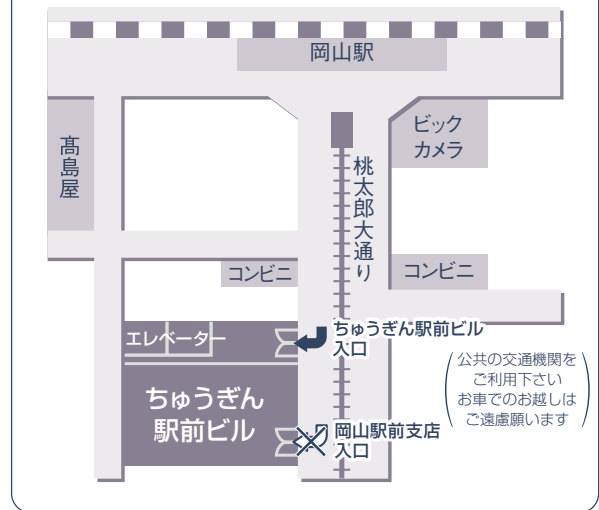 岡山駅
髙島屋
ビック
カメラ
桃太郎大通り
コンビニ
コンビニ
エレベーター
ちゅうぎん駅前ビル
入口
公共の交通機関を
ご利用下さい
お車でのお越しは
ご遠慮願います
ちゅうぎん
駅前ビル
岡山駅前支店
入口